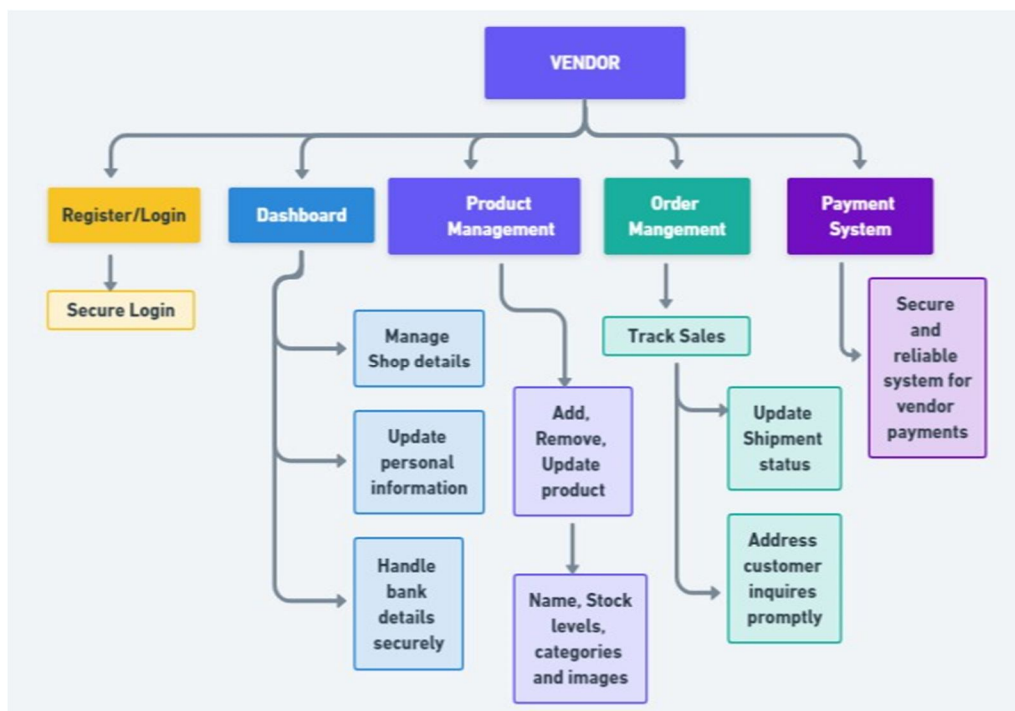 VENDOR
Register/Login
Dashboard
Product
Management
Order
Mangement
Payment
System
Secure Login
Manage
Shop details
Update
personal
information
Handle
bank
details
securely
Add,
Remove,
Update
product
Name, Stock
levels,
categories
and images
Track Sales
Update
Shipment
status
Address
customer
inquires
promptly
Secure
and
reliable
system for
vendor
payments